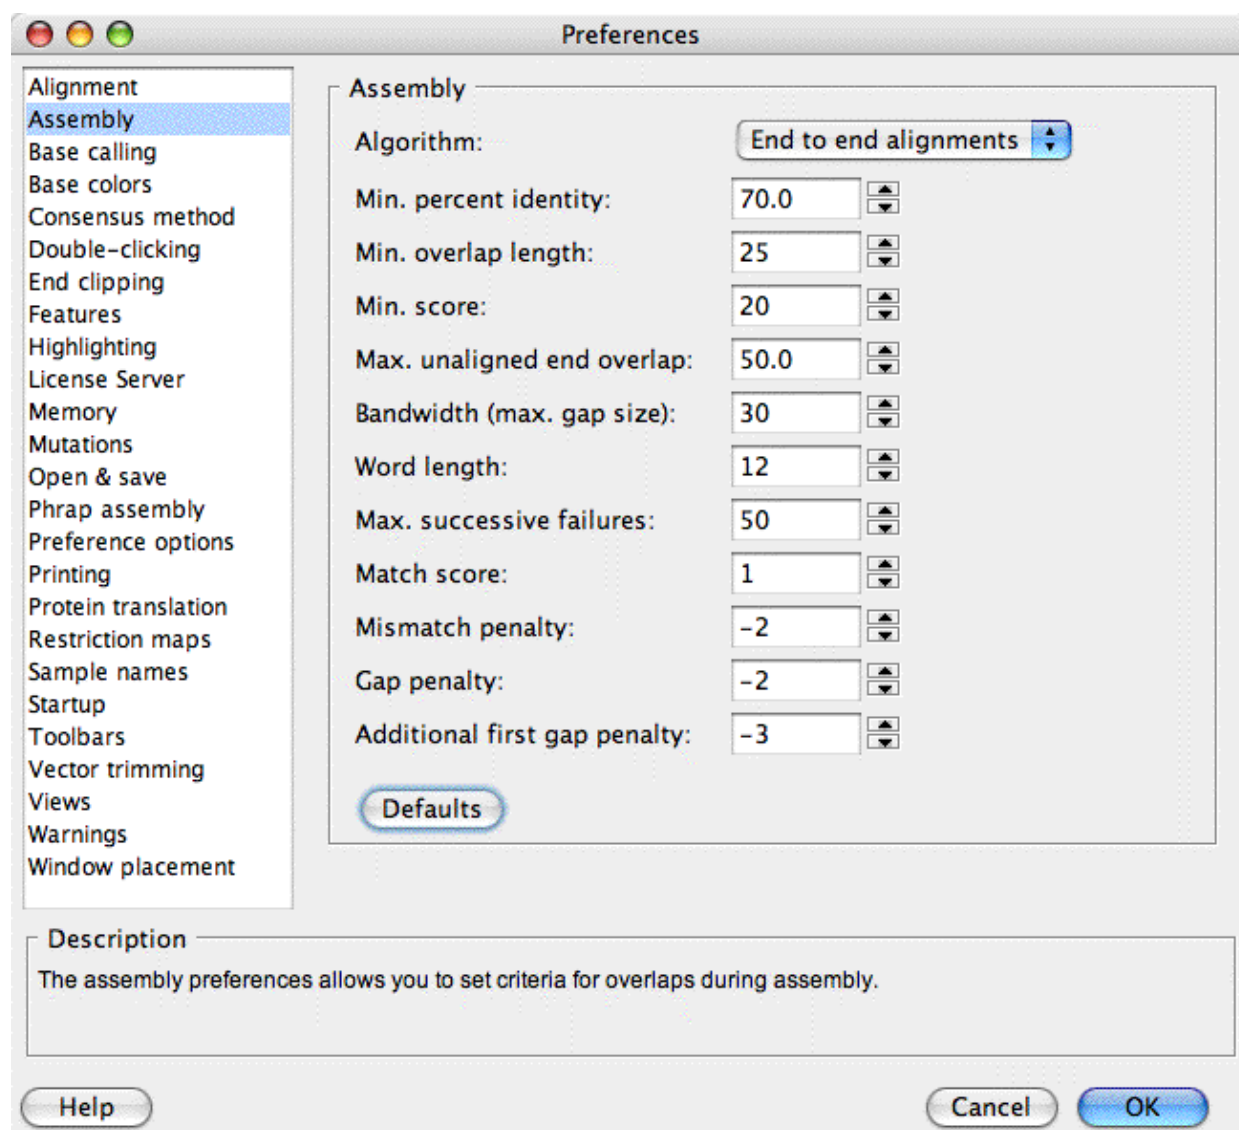 Preferences
Alignment
Assembly
Base calling
Base colors
Consensus method
Double-clicking
End clipping
Features
Highlighting
License Server
Memory
Mutations
Open & save
Phrap assembly
Preference options
Printing
Protein translation
Restriction maps
Sample names
Startup
Toolbars
Vector trimming
Views
Warnings
Window placement
Assembly
Algorithm: End to end alignments
Min. percent identity: 70.0
Min. overlap length: 25
Min. score: 20
Max. unaligned end overlap: 50.0
Bandwidth (max. gap size): 30
Word length: 12
Max. successive failures: 50
Match score: 1
Mismatch penalty: -2
Gap penalty: -2
Additional first gap penalty: -3
Defaults
Description
The assembly preferences allows you to set criteria for overlaps during assembly.
Help Cancel OK